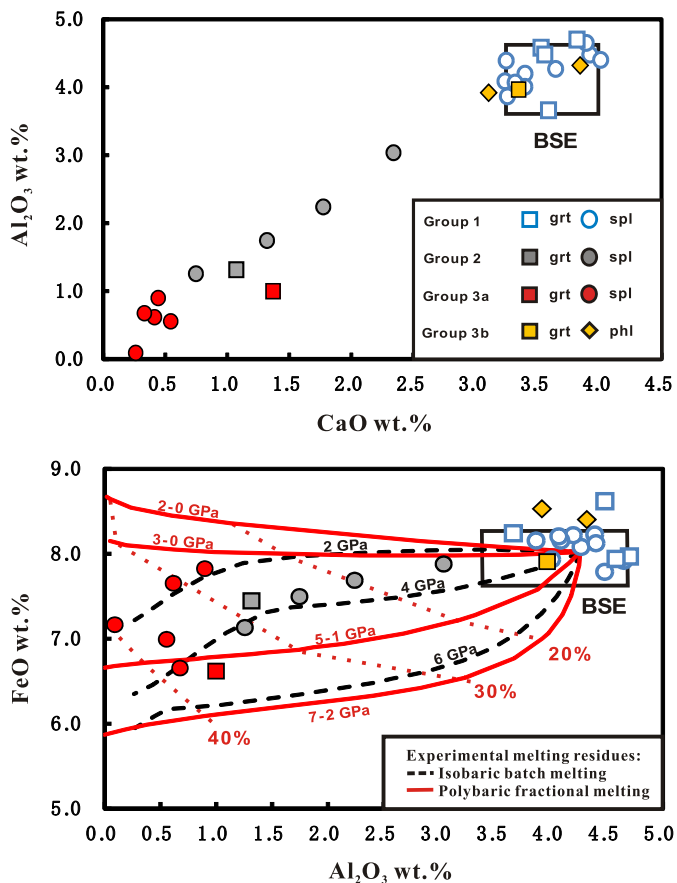 5.0
4.0
3.0
2.0
1.0
0.0
Al2O3 wt.%
BSE
Group 1 grt spl
Group 2 grt spl
Group 3a grt spl
Group 3b grt phl
0.0 0.5 1.0 1.5 2.0 2.5 3.0 3.5 4.0 4.5
CaO wt.%
9.0
8.0
7.0
6.0
5.0
FeO wt.%
2-0 GPa
3-0 GPa
2 GPa
4 GPa
BSE
5-1 GPa
6 GPa
20%
30%
7-2 GPa
40%
Experimental melting residues:
Isobaric batch melting
Polybaric fractional melting
0.0 0.5 1.0 1.5 2.0 2.5 3.0 3.5 4.0 4.5 5.0
Al2O3 wt.%